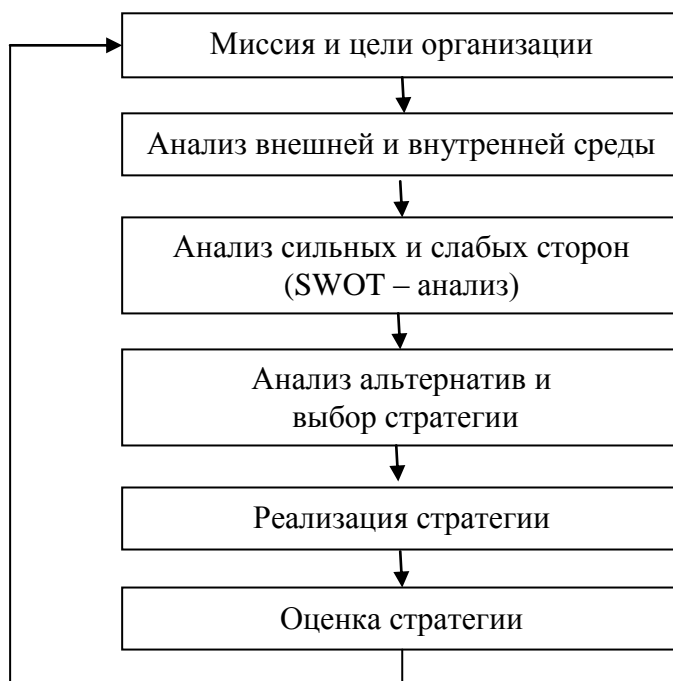 Миссия и цели организации
Анализ внешней и внутренней среды
Анализ сильных и слабых сторон
(SWOT – анализ)
Анализ альтернатив и
выбор стратегии
Реализация стратегии
Оценка стратегии